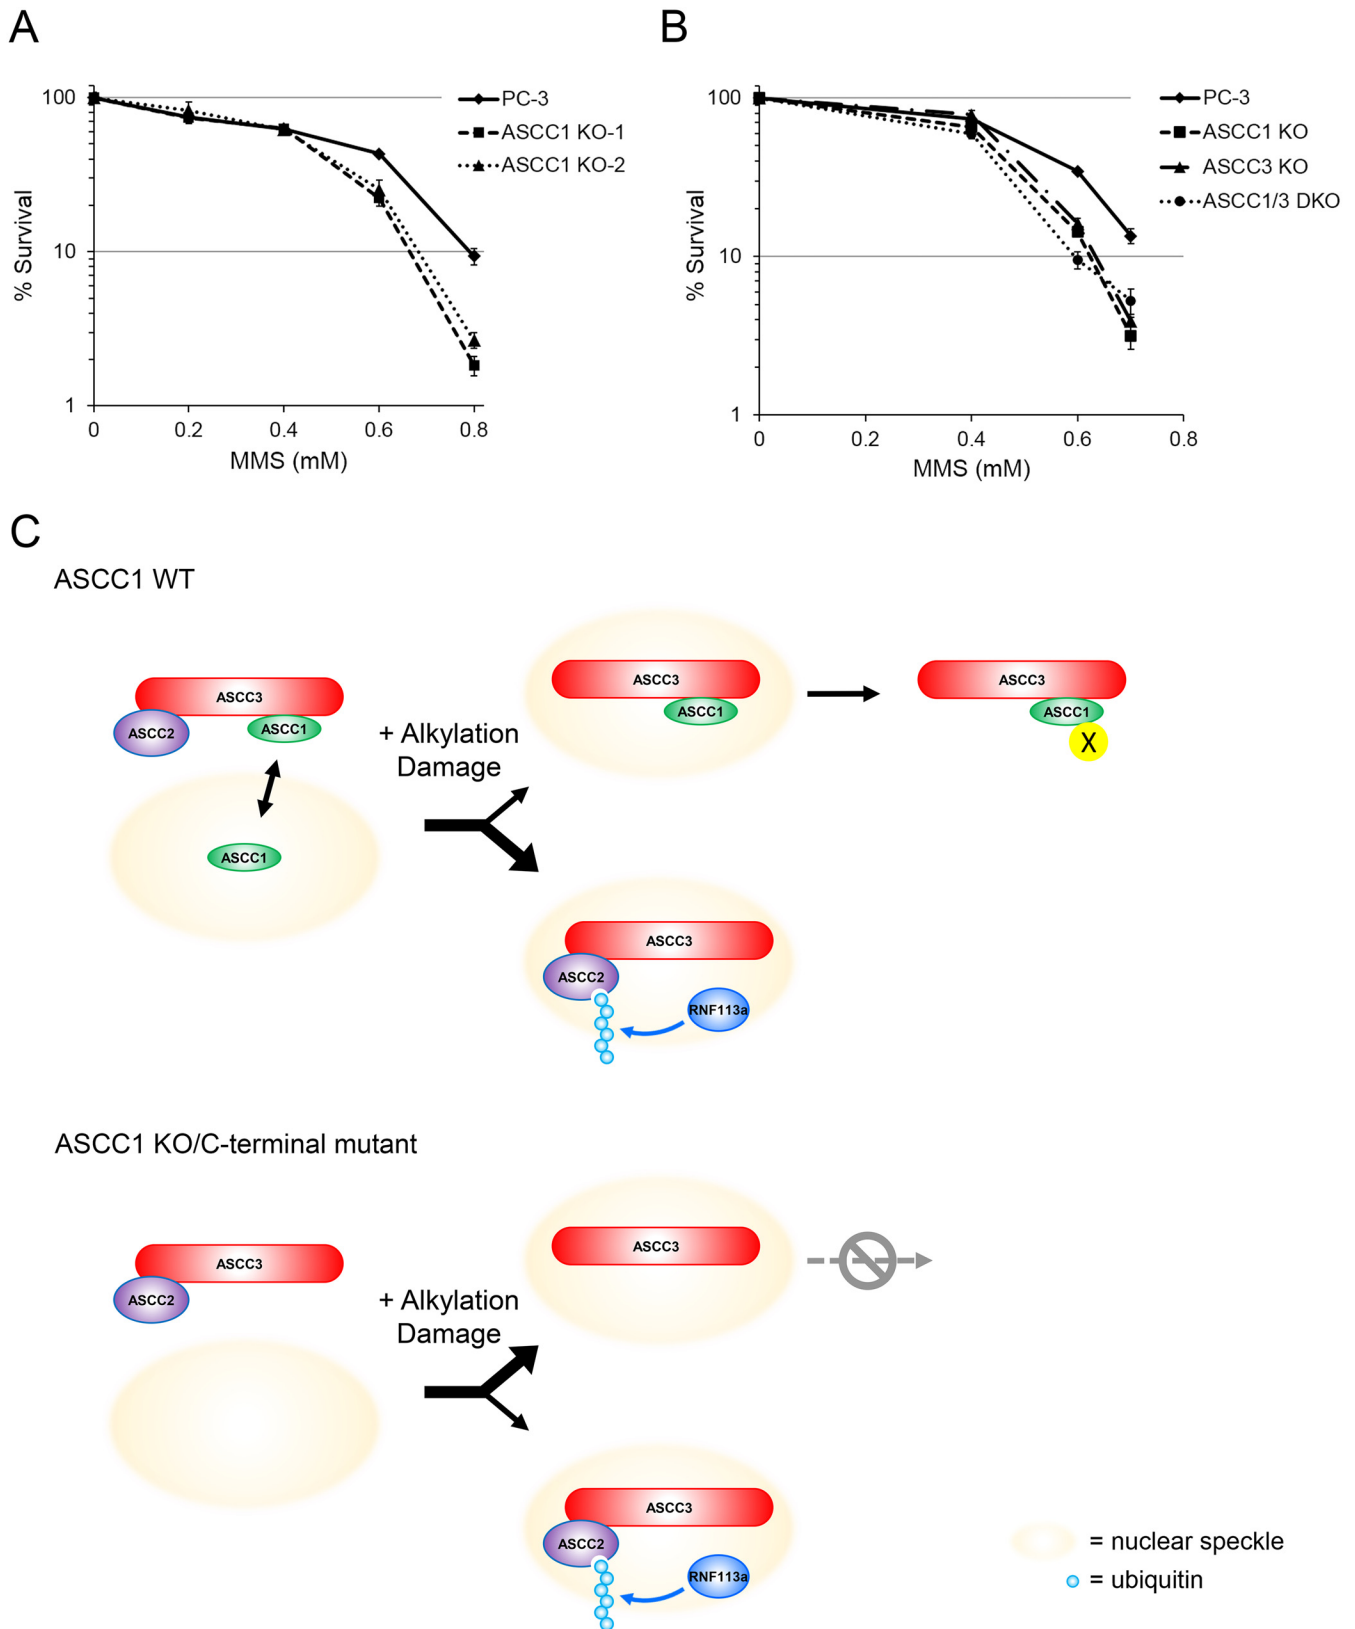 A
% Survival
100
10
1
0
0.2
0.4
0.6
0.8
MMS (mM)
PC-3
ASCC1 KO-1
ASCC1 KO-2
B
% Survival
100
10
1
0
0.2
0.4
0.6
0.8
MMS (mM)
PC-3
ASCC1 KO
ASCC3 KO
ASCC1/3 DKO
C
ASCC1 WT
ASCC3
ASCC2
ASCC1
ASCC1
+ Alkylation
Damage
ASCC3
ASCC1
ASCC3
ASCC1
X
ASCC3
ASCC2
RNF113a
ASCC1 KO/C-terminal mutant
ASCC3
ASCC2
+ Alkylation
Damage
ASCC3
ASCC3
ASCC2
RNF113a
= nuclear speckle
= ubiquitin